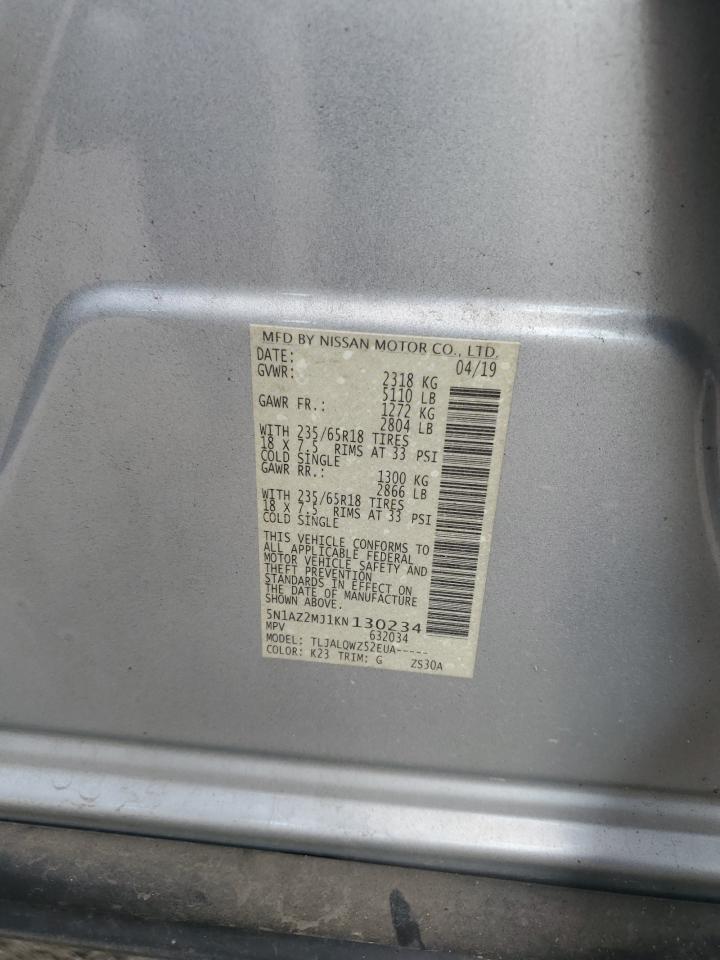 MFD BY NISSAN MOTOR CO., LTD.
DATE: 04/19
GVWR: 2318 KG
5110 LB
GAWR FR.: 1272 KG
2804 LB
WITH 235/65R18 TIRES
18 X 7.5 RIMS AT 33 PSI
COLD SINGLE
GAWR RR.: 1300 KG
2866 LB
WITH 235/65R18 TIRES
18 X 7.5 RIMS AT 33 PSI
COLD SINGLE
THIS VEHICLE CONFORMS TO
ALL APPLICABLE FEDERAL
MOTOR VEHICLE SAFETY AND
THEFT PREVENTION
STANDARDS IN EFFECT ON
THE DATE OF MANUFACTURE
SHOWN ABOVE.
5N1AZ2MJ1KN130234
MPV 632034
MODEL: TLJALQWZ52EUA-----
COLOR: K23 TRIM: G ZS30A